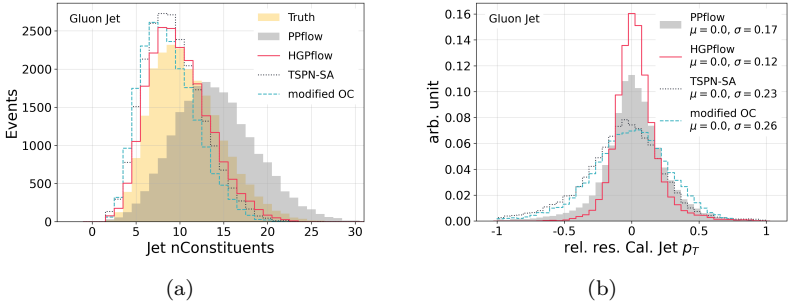 Gluon Jet
Truth
PPflow
HGPflow
TSPN-SA
modified OC
Events
2500
2000
1500
1000
500
0
0 5 10 15 20 25 30
Jet nConstituents
(a)
Gluon Jet
PPflow
μ = 0.0, σ = 0.17
HGPflow
μ = 0.0, σ = 0.12
TSPN-SA
μ = 0.0, σ = 0.23
modified OC
μ = 0.0, σ = 0.26
arb. unit
0.16
0.14
0.12
0.10
0.08
0.06
0.04
0.02
0.00
-1 -0.5 0 0.5 1
rel. res. Cal. Jet pT
(b)